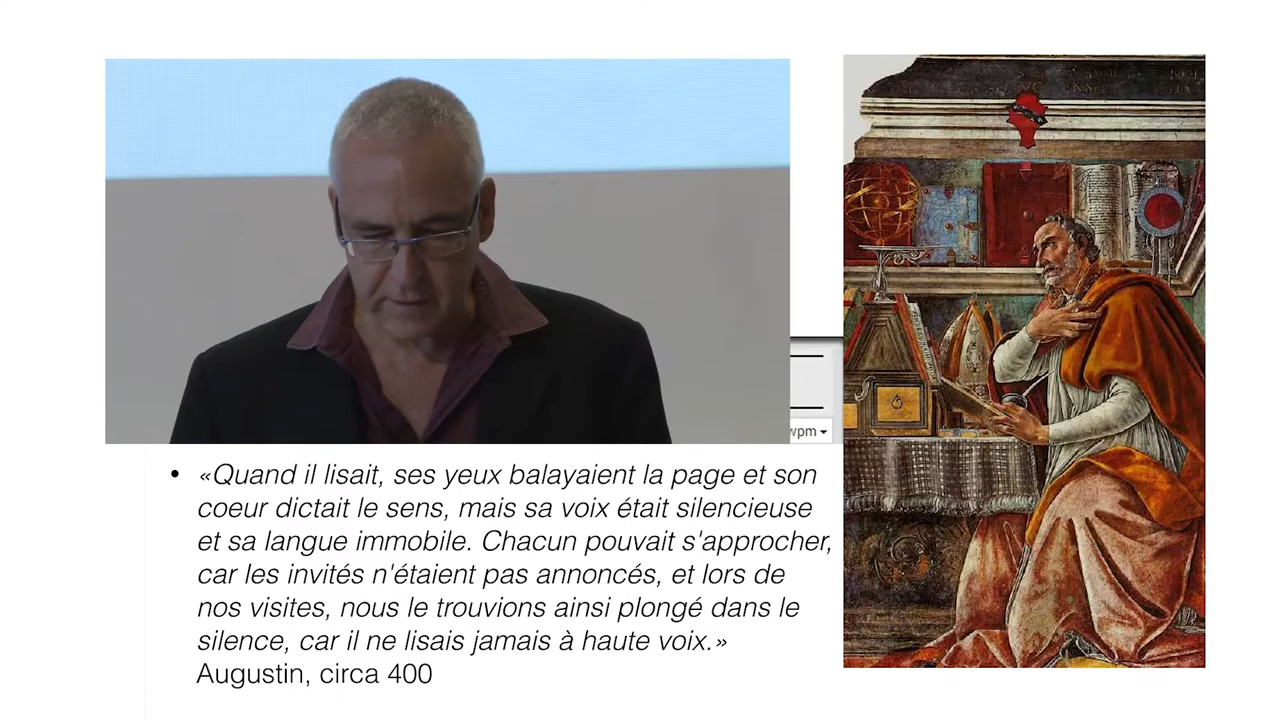 wpm
• «Quand il lisait, ses yeux balayaient la page et son
coeur dictait le sens, mais sa voix était silencieuse
et sa langue immobile. Chacun pouvait s'approcher,
car les invités n'étaient pas annoncés, et lors de
nos visites, nous le trouvions ainsi plongé dans le
silence, car il ne lisais jamais à haute voix.»
Augustin, circa 400